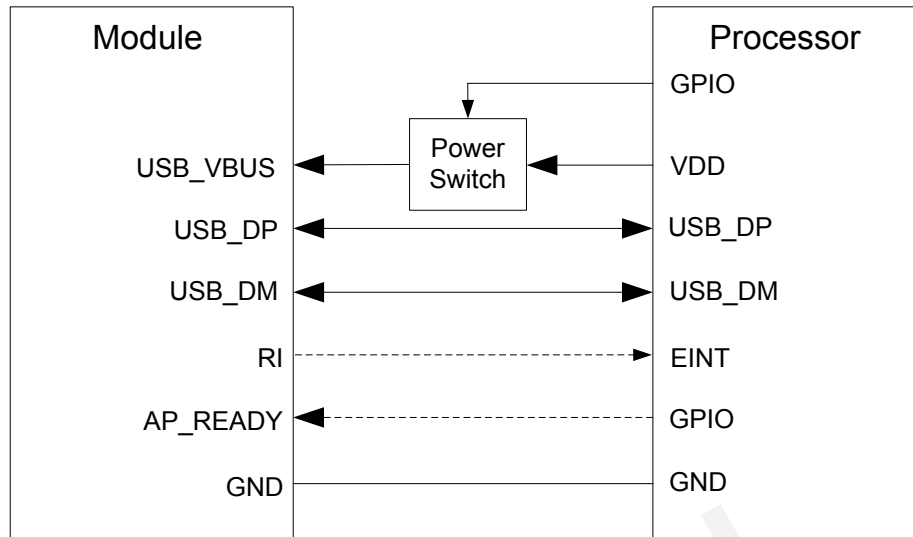 Module
Processor
GPIO
Power
Switch
USB_VBUS
VDD
USB_DP
USB_DP
USB_DM
USB_DM
RI
EINT
AP_READY
GPIO
GND
GND